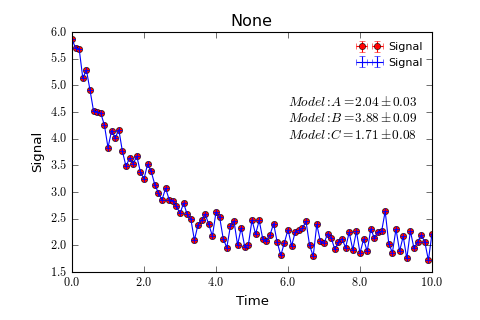 None
6.0
5.5
5.0
4.5
4.0
3.5
3.0
2.5
2.0
1.5
Signal
Signal
Signal
Model:A=2.04±0.03
Model:B=3.88±0.09
Model:C=1.71±0.08
0.0 2.0 4.0 6.0 8.0 10.0
Time